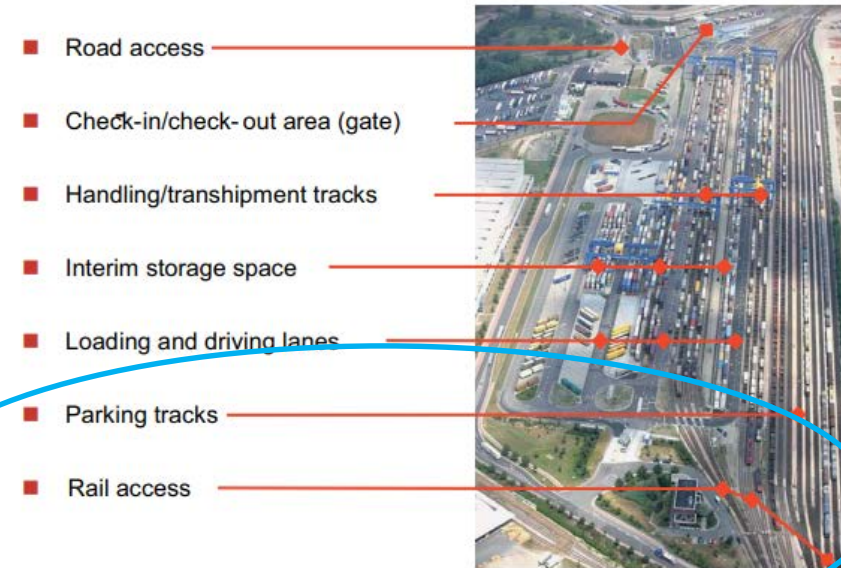 Road access
Check-in/check- out area (gate)
Handling/transhipment tracks
Interim storage space
Loading and driving lanes
Parking tracks
Rail access